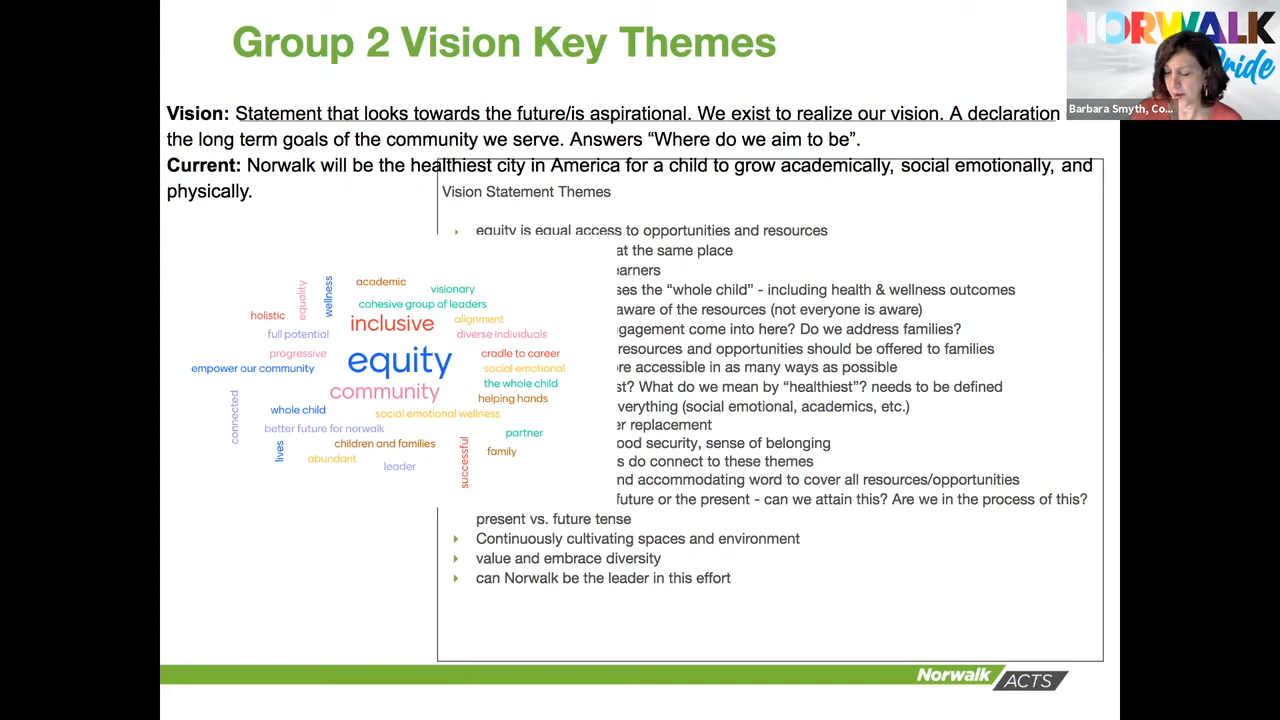 Group 2 Vision Key Themes
NORWALK
Pride
Barbara Smyth, Co...
Vision: Statement that looks towards the future/is aspirational. We exist to realize our vision. A declaration
the long term goals of the community we serve. Answers “Where do we aim to be”.
Current: Norwalk will be the healthiest city in America for a child to grow academically, social emotionally, and
physically.
Vision Statement Themes
equity is equal access to opportunities and resources
at the same place
earners
ses the “whole child” - including health & wellness outcomes
aware of the resources (not everyone is aware)
ngagement come into here? Do we address families?
resources and opportunities should be offered to families
re accessible in as many ways as possible
st? What do we mean by “healthiest”? needs to be defined
everything (social emotional, academics, etc.)
er replacement
ood security, sense of belonging
s do connect to these themes
nd accommodating word to cover all resources/opportunities
future or the present - can we attain this? Are we in the process of this?
present vs. future tense
Continuously cultivating spaces and environment
value and embrace diversity
can Norwalk be the leader in this effort
academic
equality
wellness
visionary
cohesive group of leaders
holistic
inclusive
alignment
full potential
diverse individuals
progressive
equity
cradle to career
empower our community
social emotional
community
the whole child
connected
helping hands
whole child
social emotional wellness
better future for norwalk
partner
lives
children and families
successful
family
abundant
leader
Norwalk
ACTS